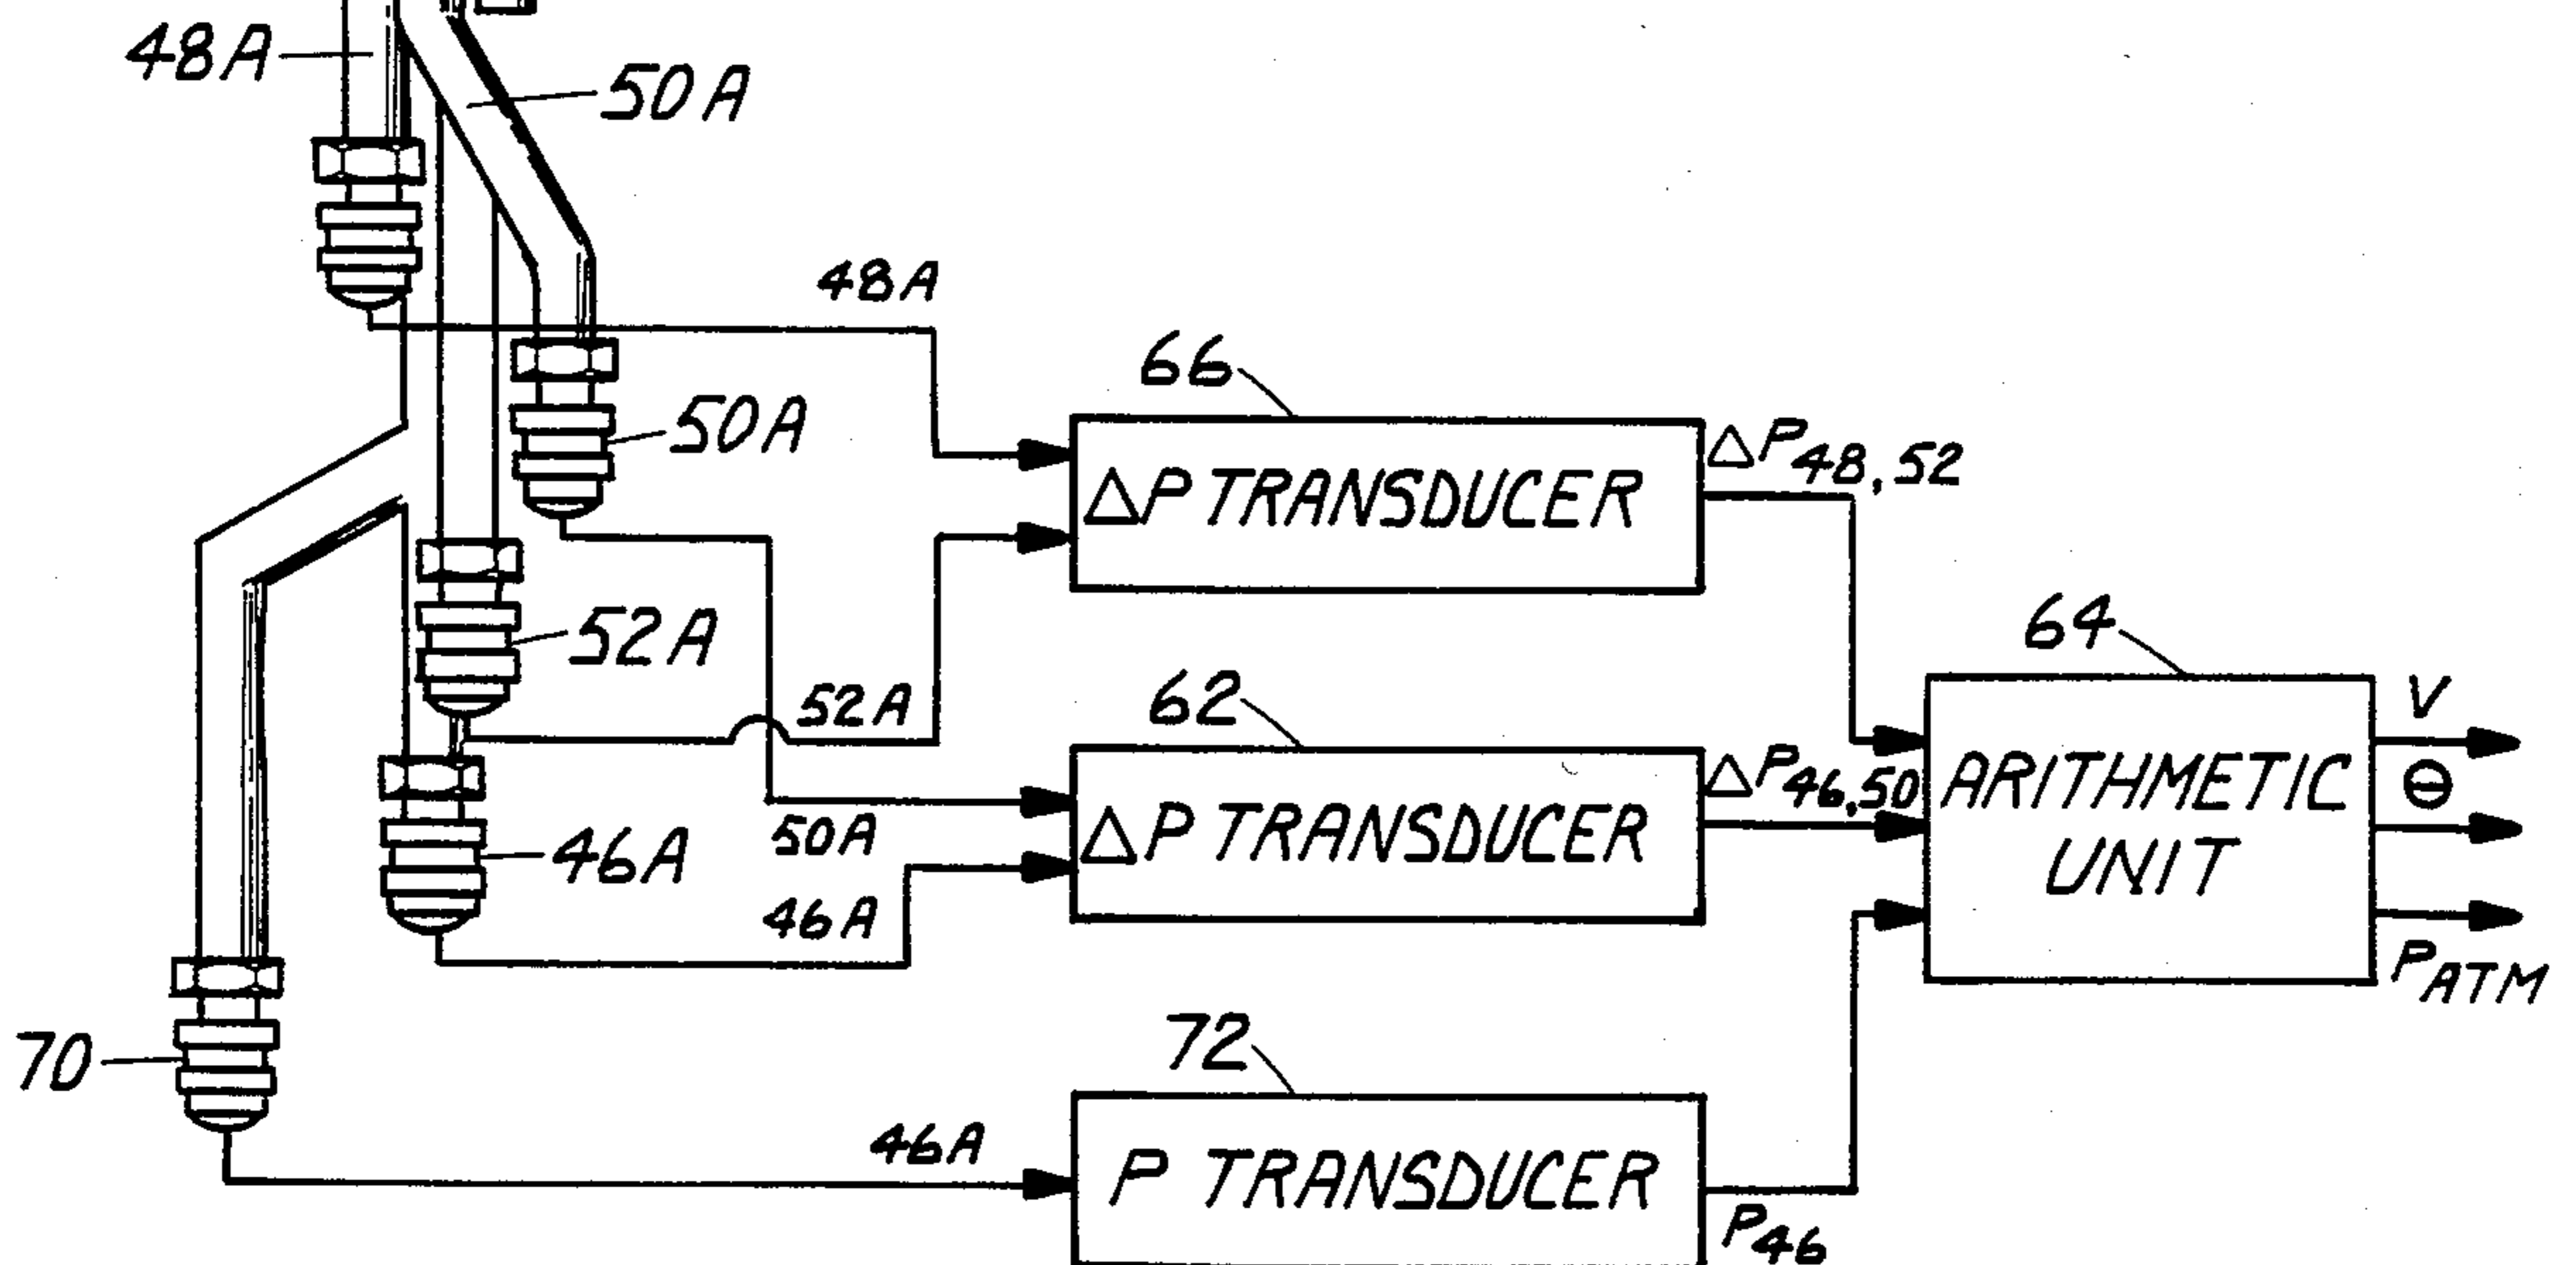 48A
50A
48A
66
50A
ΔP TRANSDUCER
ΔP48,52
52A
64
52A
62
V
ΔP TRANSDUCER
ΔP46,50
ARITHMETIC
UNIT
Θ
50A
46A
46A
PATM
72
70
46A
P TRANSDUCER
P46